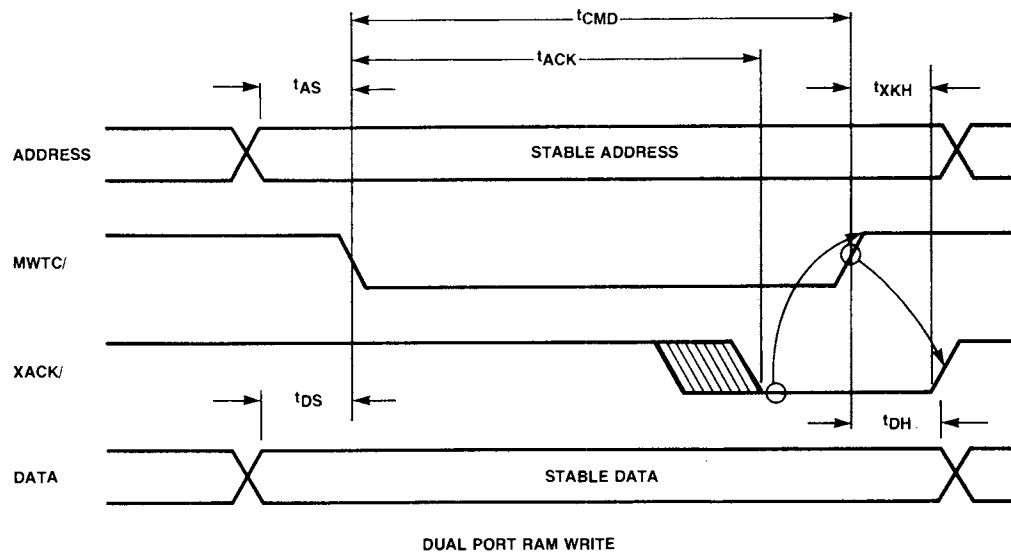 tCMD
tACK
tAS
tXKH
ADDRESS
STABLE ADDRESS
MWTC/
XACK/
tDS
tDH
DATA
STABLE DATA
DUAL PORT RAM WRITE